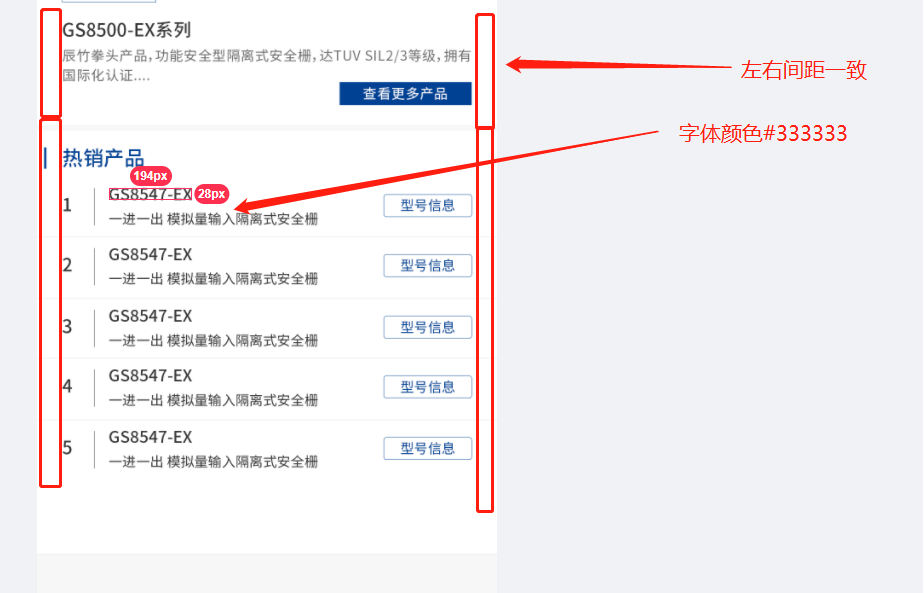 GS8500-EX系列
辰竹拳头产品，功能安全型隔离式安全栅，达TUV SIL2/3等级，拥有
国际化认证....
查看更多产品
左右间距一致
字体颜色#333333
热销产品
194px
28px
1
GS8547-EX
一进一出 模拟量输入隔离式安全栅
型号信息
2
GS8547-EX
一进一出 模拟量输入隔离式安全栅
型号信息
3
GS8547-EX
一进一出 模拟量输入隔离式安全栅
型号信息
4
GS8547-EX
一进一出 模拟量输入隔离式安全栅
型号信息
5
GS8547-EX
一进一出 模拟量输入隔离式安全栅
型号信息